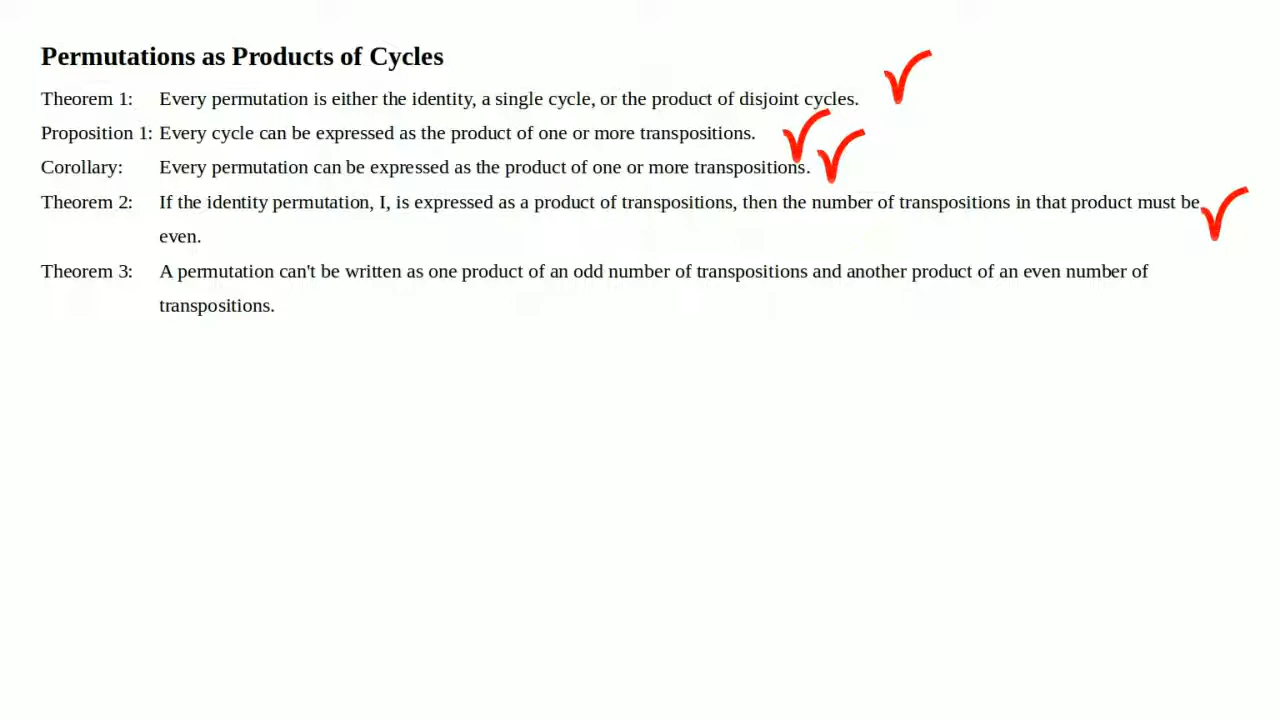 Permutations as Products of Cycles
Theorem 1: Every permutation is either the identity, a single cycle, or the product of disjoint cycles.
Proposition 1: Every cycle can be expressed as the product of one or more transpositions.
Corollary: Every permutation can be expressed as the product of one or more transpositions.
Theorem 2: If the identity permutation, I, is expressed as a product of transpositions, then the number of transpositions in that product must be
even.
Theorem 3: A permutation can't be written as one product of an odd number of transpositions and another product of an even number of
transpositions.